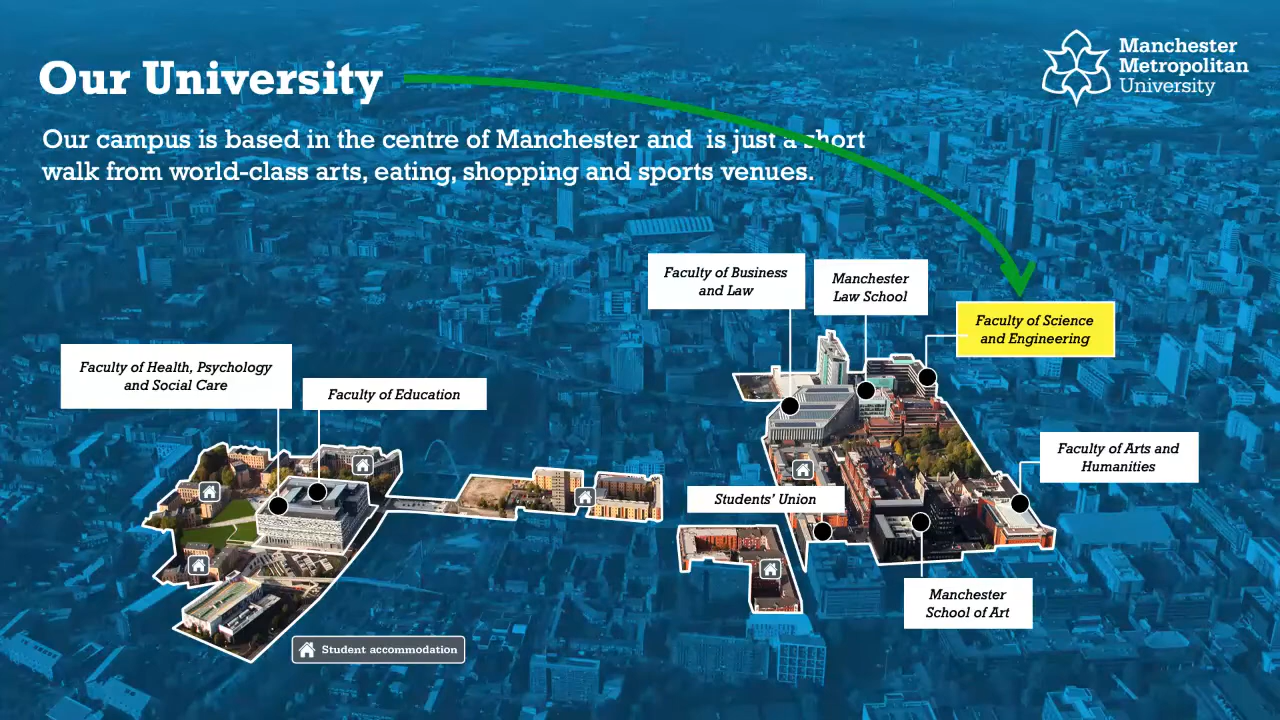 Our University
Manchester
Metropolitan
University
Our campus is based in the centre of Manchester and  is just a short
walk from world-class arts, eating, shopping and sports venues.
Faculty of Business
and Law
Manchester
Law School
Faculty of Science
and Engineering
Faculty of Health, Psychology
and Social Care
Faculty of Education
Faculty of Arts and
Humanities
Students’ Union
Manchester
School of Art
Student accommodation